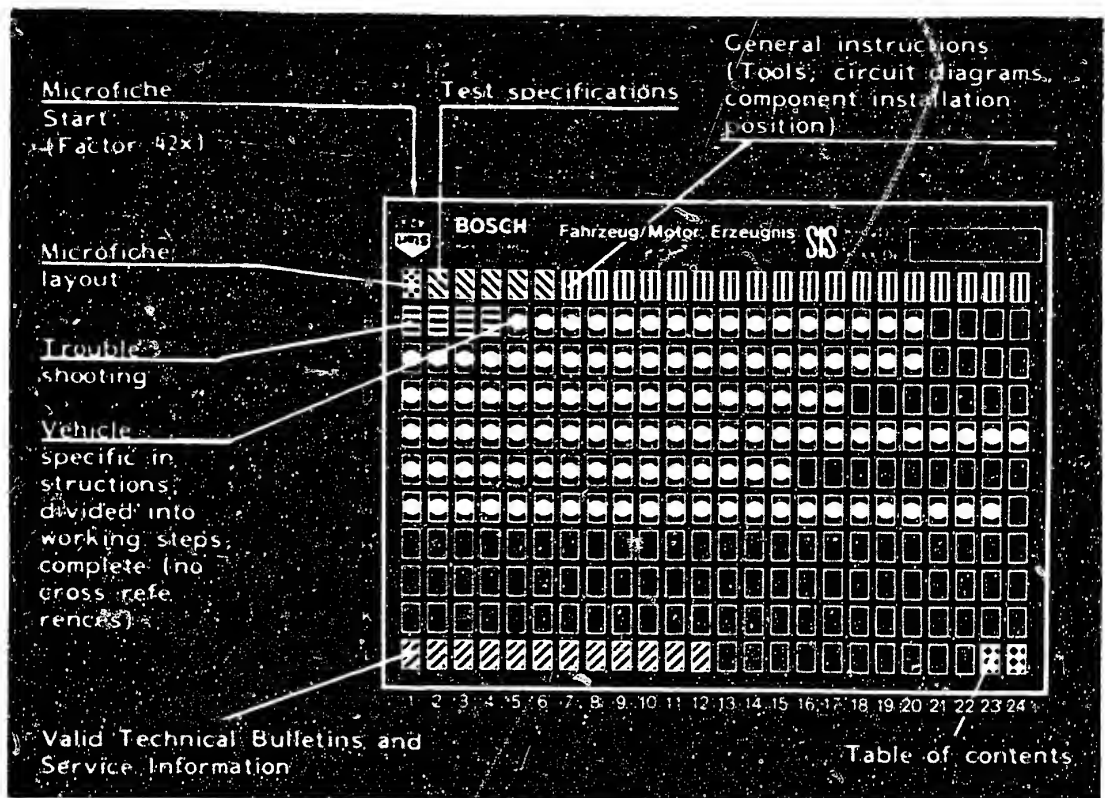 General instructions
(Tools, circuit diagrams,
component installation
position)
Microfiche
Start
(Factor 42x)
Test specifications
BOSCH
Fahrzeug/Motor, Erzeugnis
SIS
Microfiche
layout
Trouble
shooting
Vehicle
specific in
structions,
divided into
working steps,
complete (no
cross refe
rences)
1 2 3 4 5 6 7 8 9 10 11 12 13 14 15 16 17 18 19 20 21 22 23 24
Valid Technical Bulletins and
Service Information
Table of contents